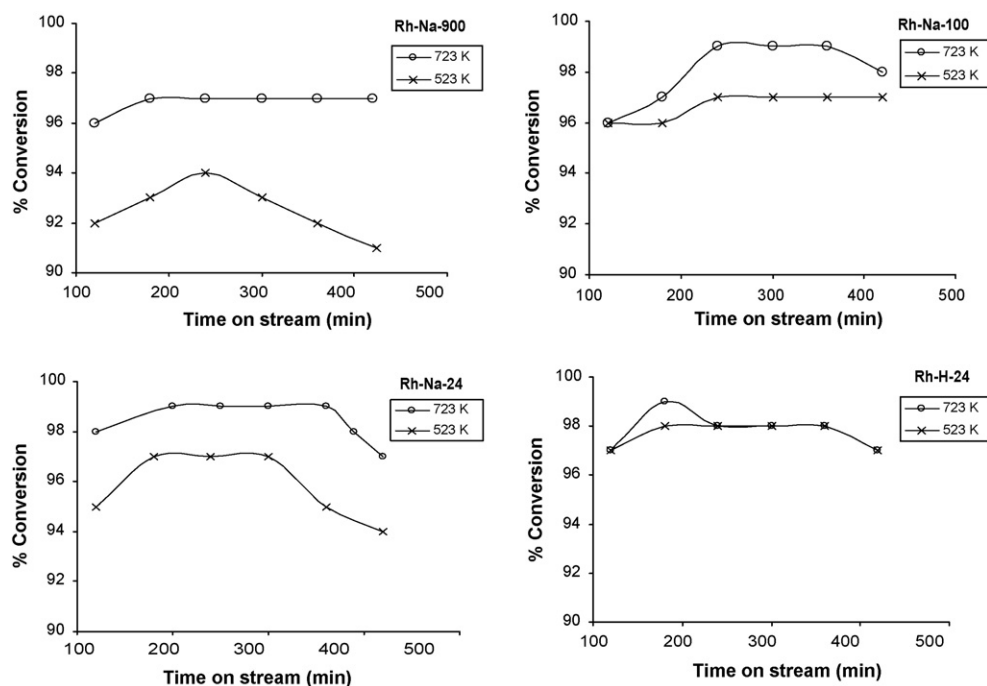 Rh-Na-900
723 K
523 K
100
98
96
94
92
90
% Conversion
100 200 300 400 500
Time on stream (min)
Rh-Na-100
723 K
523 K
100
98
96
94
92
90
% Conversion
100 200 300 400 500
Time on stream (min)
Rh-Na-24
723 K
523 K
100
98
96
94
92
90
% Conversion
100 200 300 400 500
Time on stream (min)
Rh-H-24
723 K
523 K
100
98
96
94
92
90
% Conversion
100 200 300 400 500
Time on stream (min)